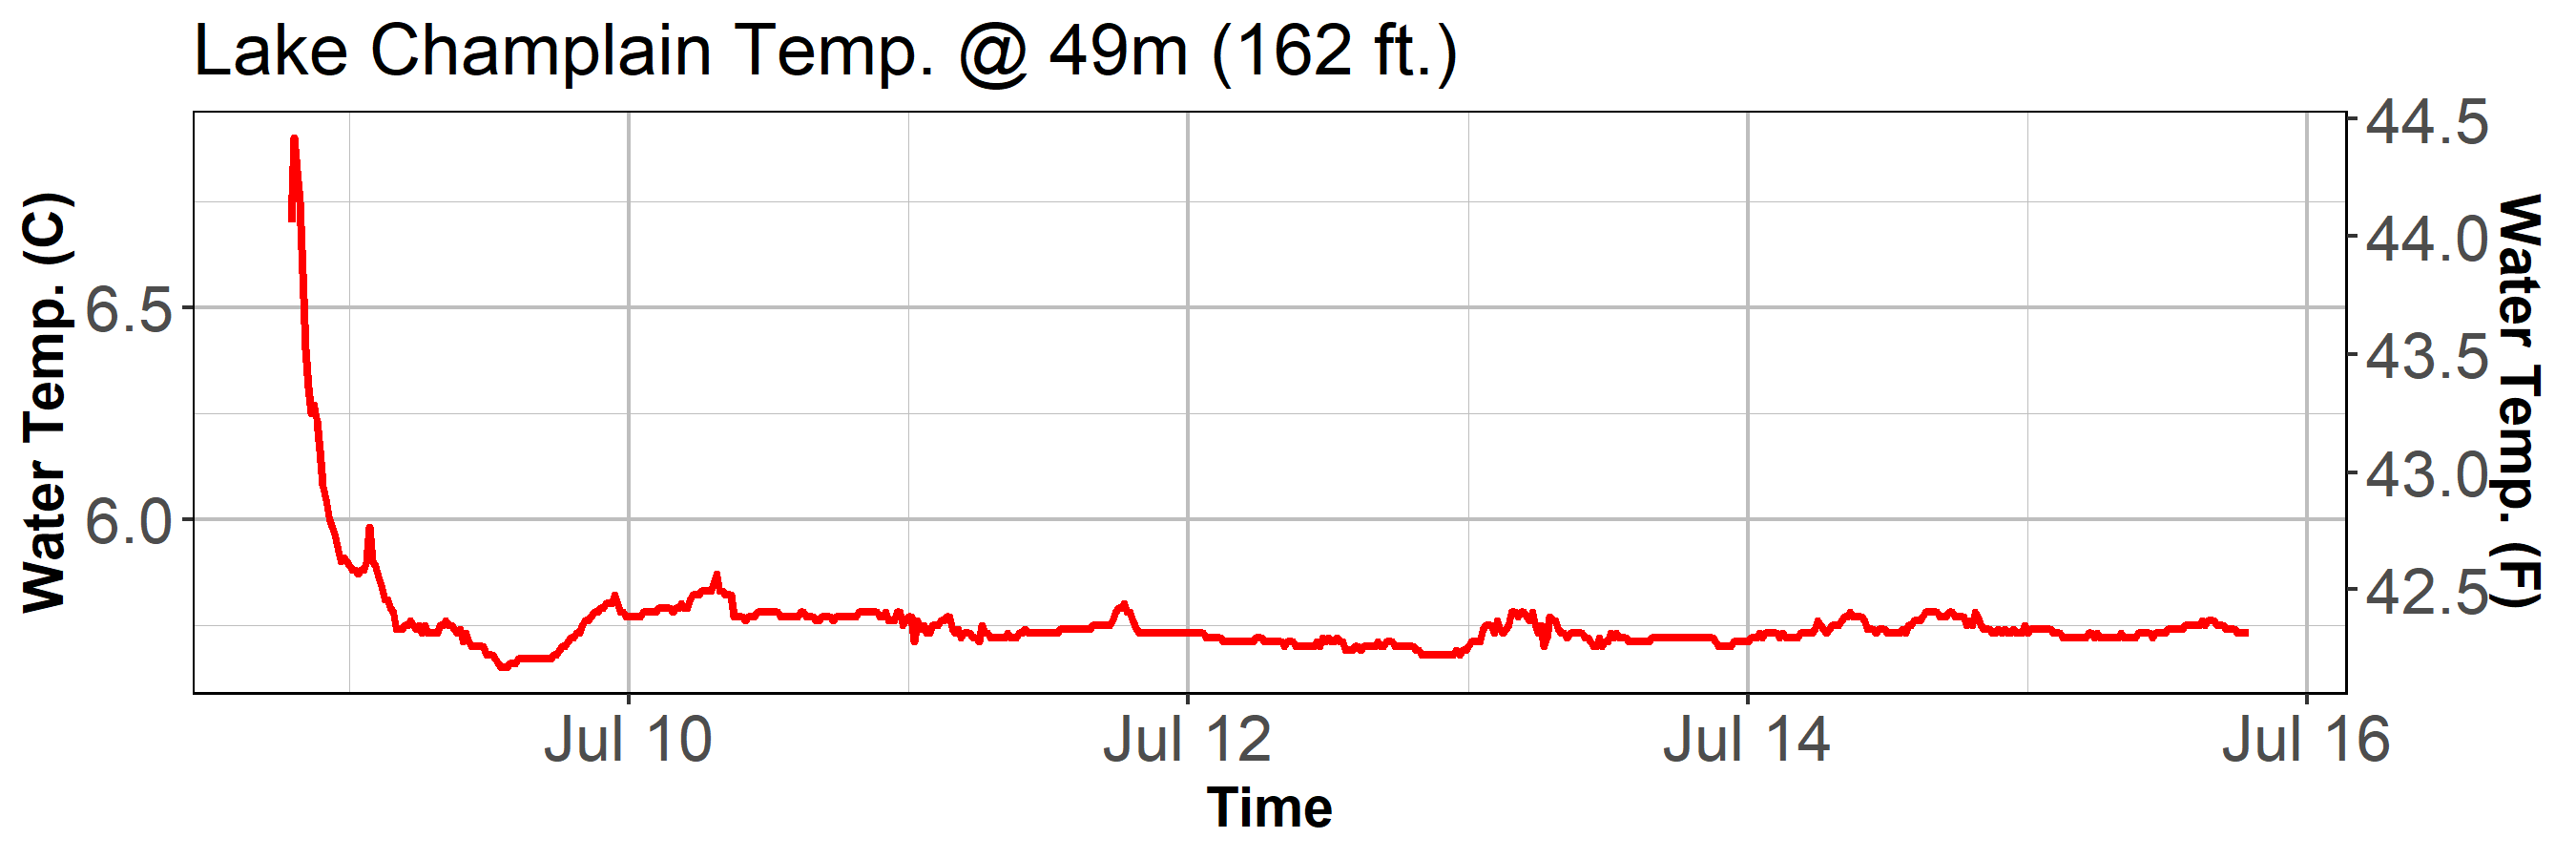 Lake Champlain Temp. @ 49m (162 ft.)
Water Temp. (C)
6.5
6.0
44.5
44.0
43.5
43.0
42.5
Water Temp. (F)
Jul 10
Jul 12
Jul 14
Jul 16
Time